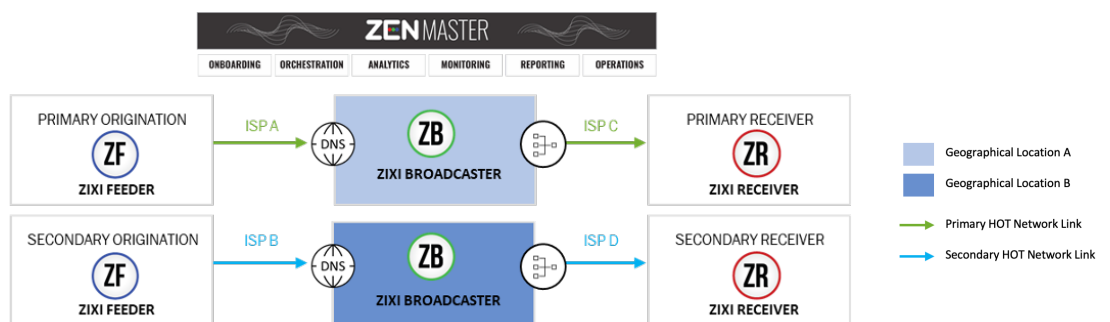 ZEN MASTER
ONBOARDING ORCHESTRATION ANALYTICS MONITORING REPORTING OPERATIONS
PRIMARY ORIGINATION
ZF
ZIXI FEEDER
ISP A
DNS
ZB
ZIXI BROADCASTER
ISP C
PRIMARY RECEIVER
ZR
ZIXI RECEIVER
SECONDARY ORIGINATION
ZF
ZIXI FEEDER
ISP B
DNS
ZB
ZIXI BROADCASTER
ISP D
SECONDARY RECEIVER
ZR
ZIXI RECEIVER
Geographical Location A
Geographical Location B
Primary HOT Network Link
Secondary HOT Network Link